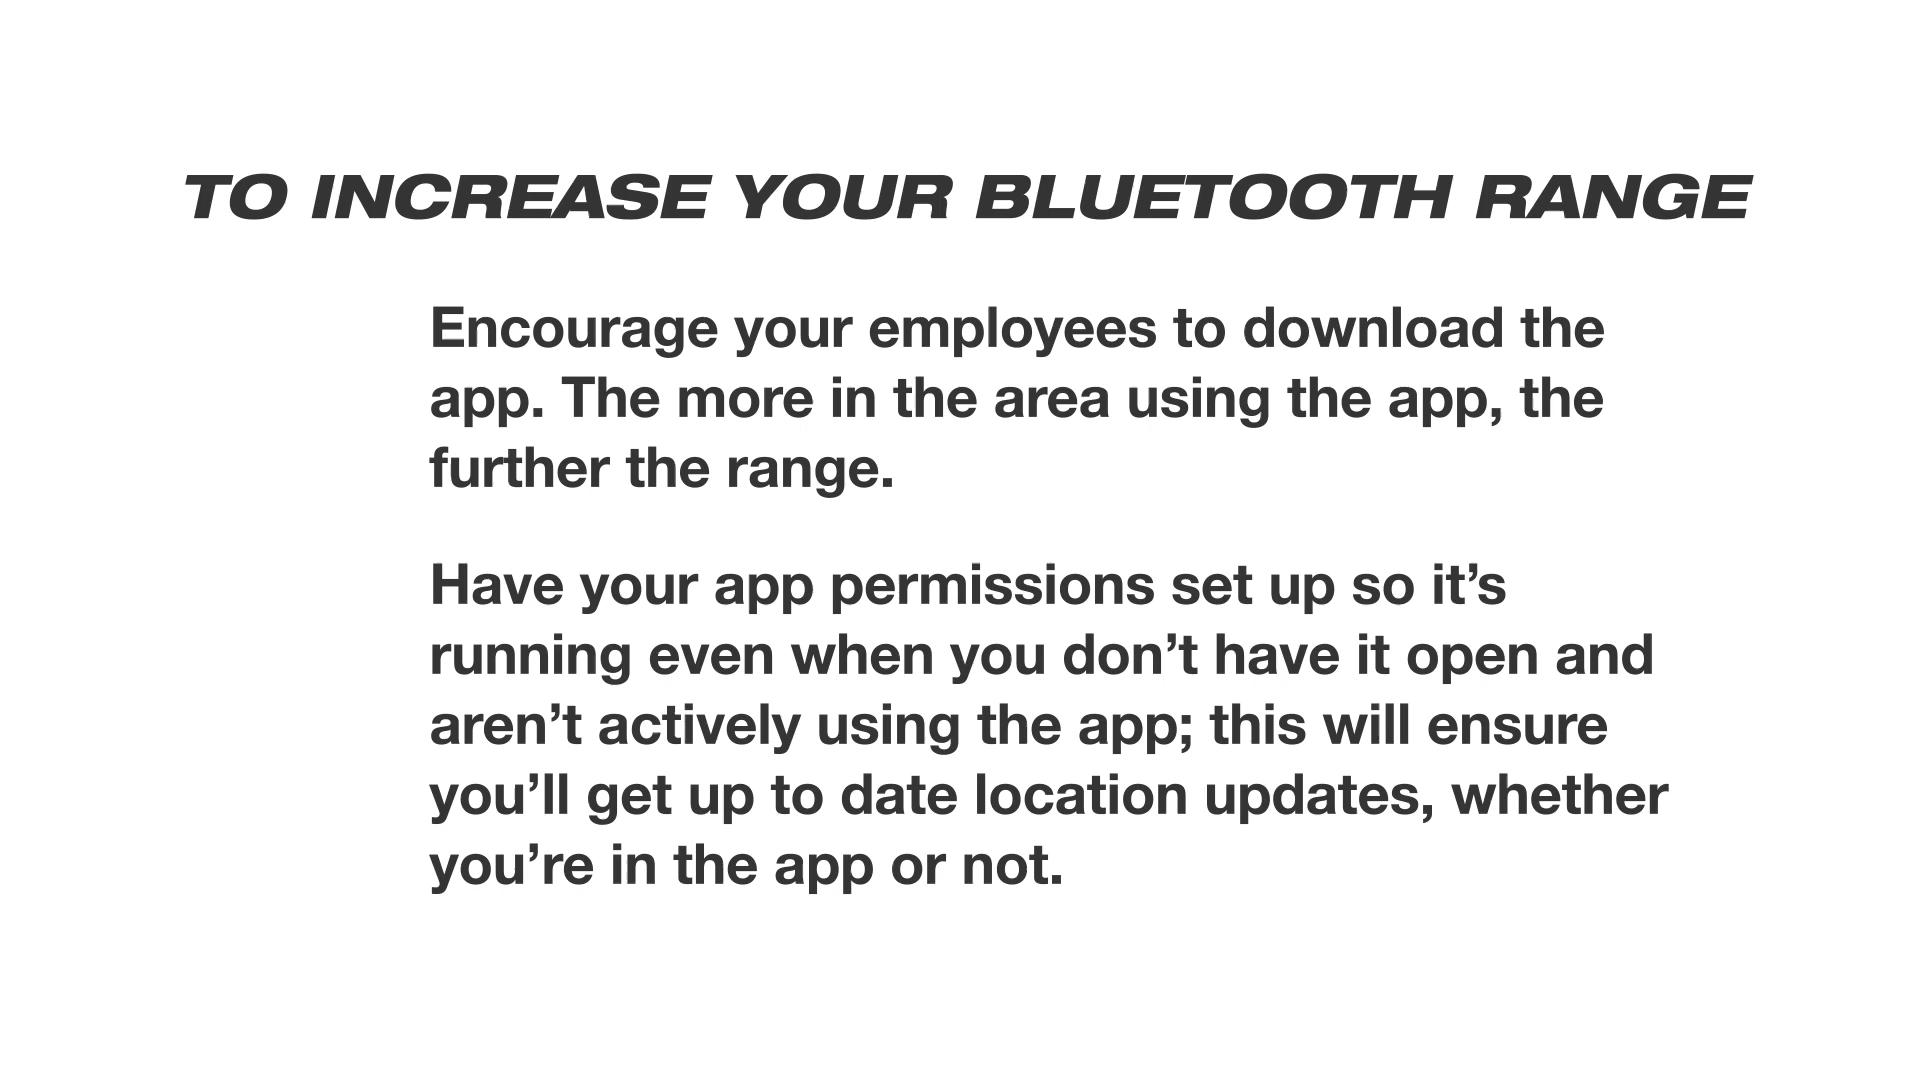 TO INCREASE YOUR BLUETOOTH RANGE
Encourage your employees to download the
app. The more in the area using the app, the
further the range.
Have your app permissions set up so it’s
running even when you don’t have it open and
aren’t actively using the app; this will ensure
you’ll get up to date location updates, whether
you’re in the app or not.